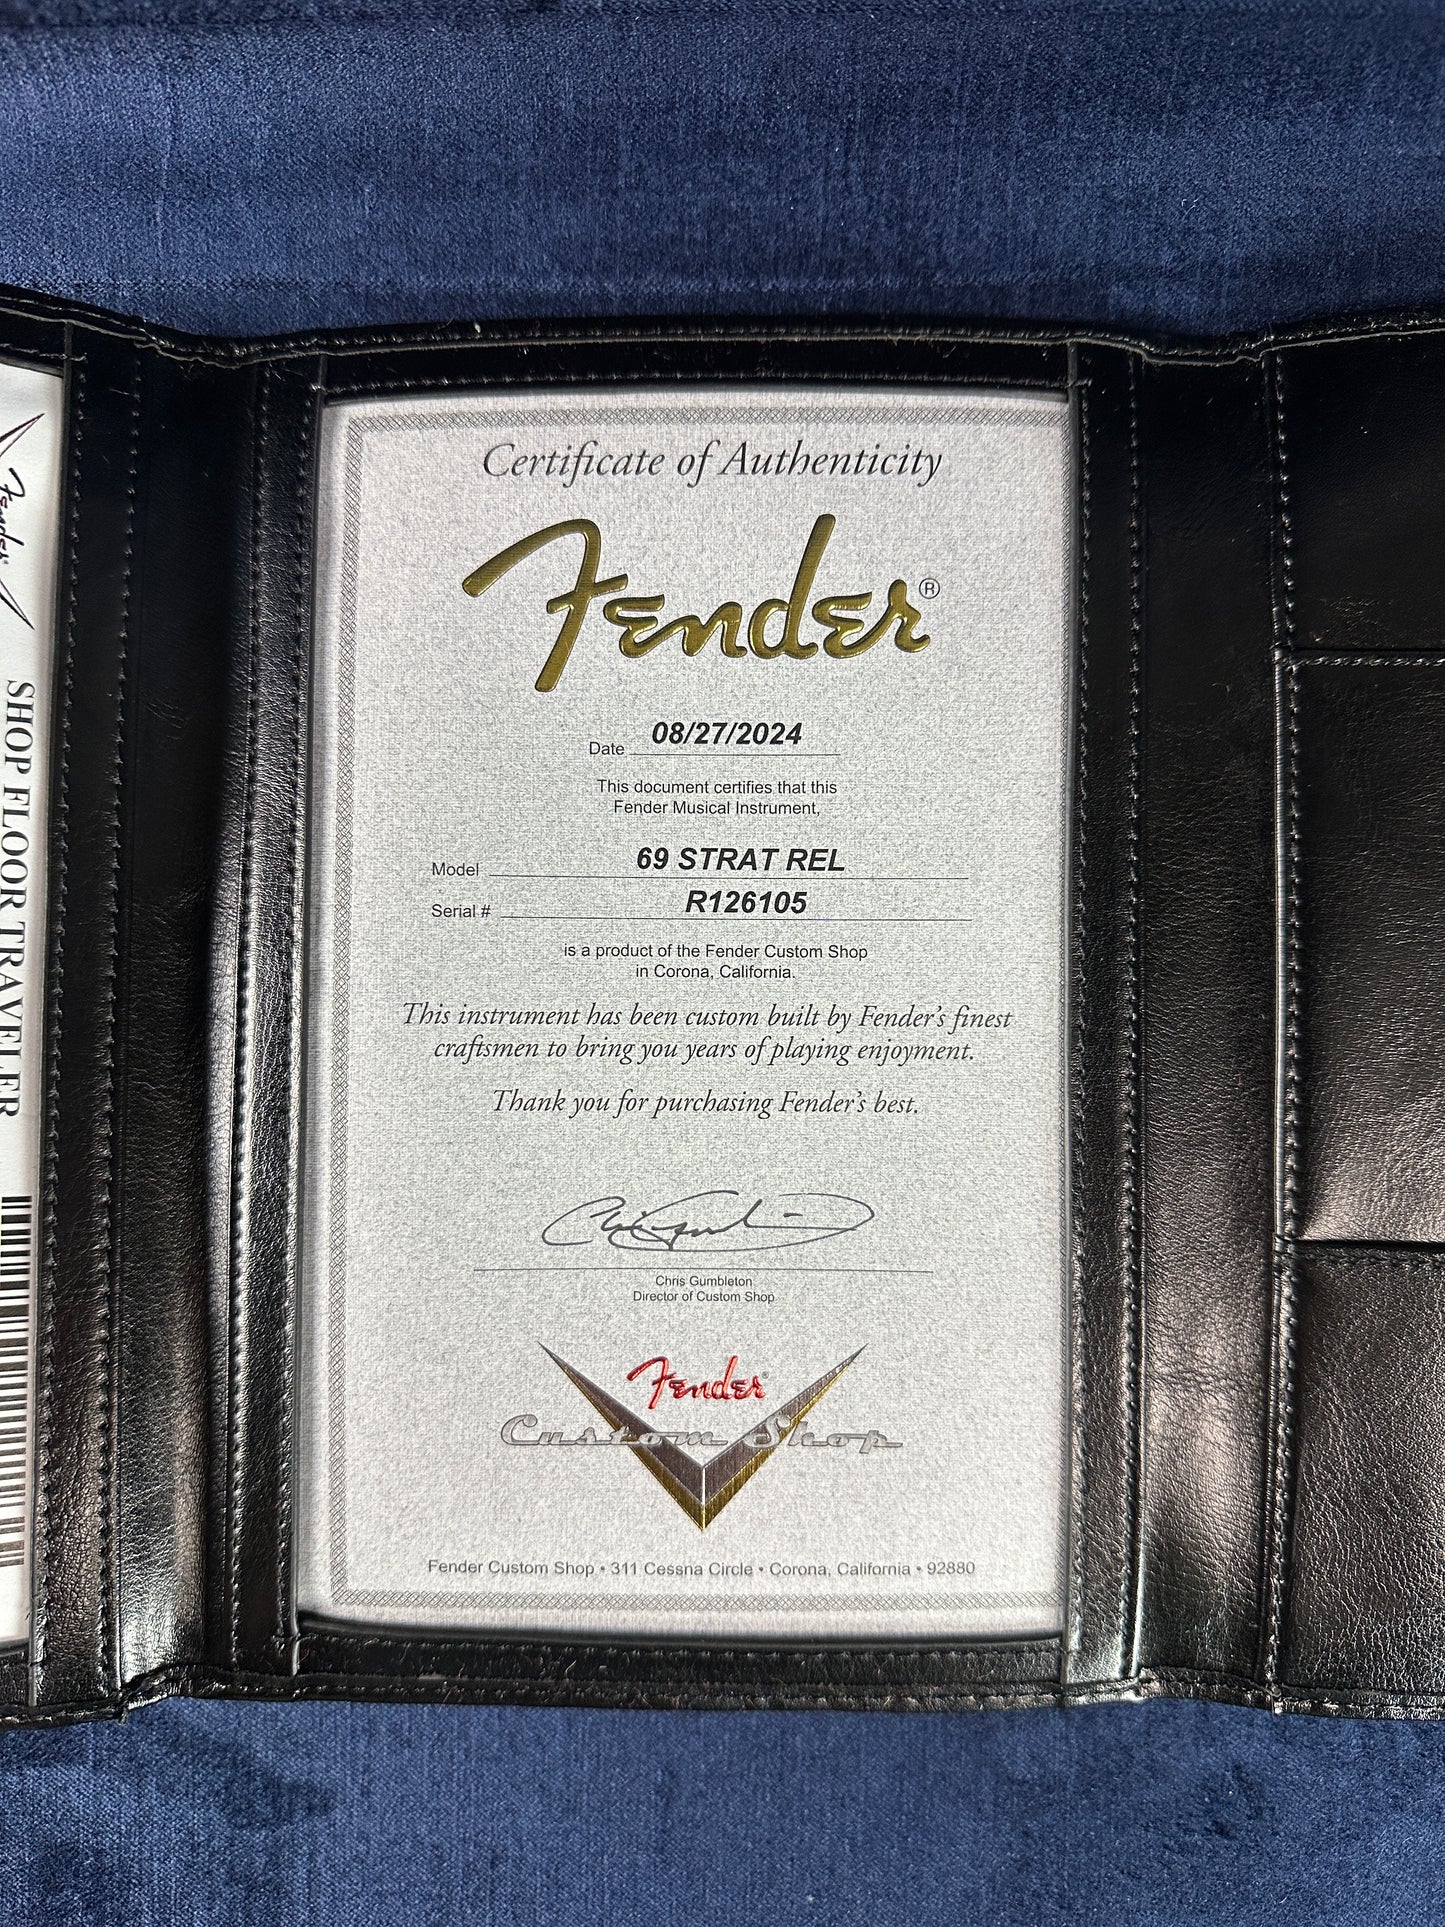 Fender
SHOP FLOOR TRAVELER
Certificate of Authenticity
Fender®
Date 08/27/2024
This document certifies that this
Fender Musical Instrument,
Model 69 STRAT REL
Serial # R126105
is a product of the Fender Custom Shop
in Corona, California.
This instrument has been custom built by Fender's finest
craftsmen to bring you years of playing enjoyment.
Thank you for purchasing Fender's best.
Chris Gumbleton
Director of Custom Shop
Fender
Custom Shop
Fender Custom Shop • 311 Cessna Circle • Corona, California • 92880